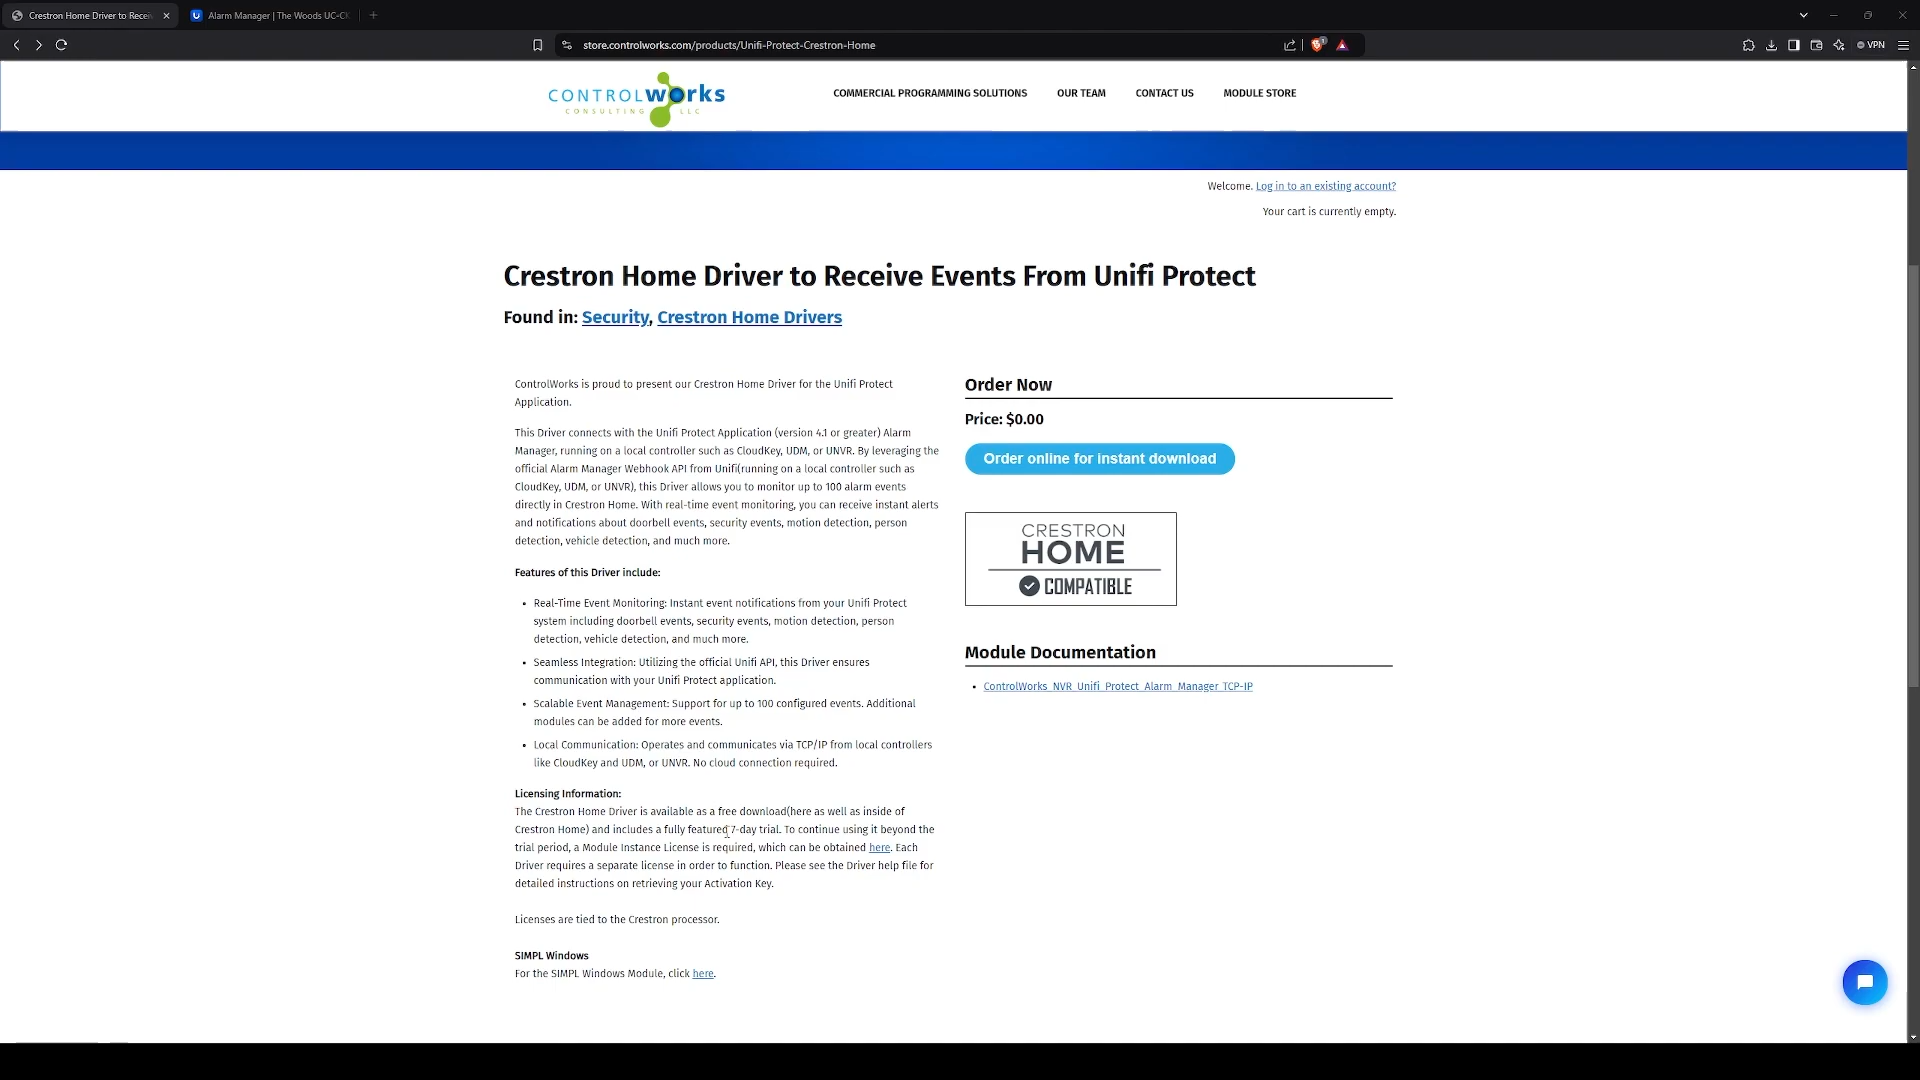 Crestron Home Driver to Recei
Alarm Manager | The Woods UC-C
store.controlworks.com/products/Unifi-Protect-Crestron-Home
VPN
CONTROLworks
CONSULTING LLC
COMMERCIAL PROGRAMMING SOLUTIONS
OUR TEAM
CONTACT US
MODULE STORE
Welcome. Log in to an existing account?
Your cart is currently empty.
Crestron Home Driver to Receive Events From Unifi Protect
Found in: Security, Crestron Home Drivers
ControlWorks is proud to present our Crestron Home Driver for the Unifi Protect
Application.
This Driver connects with the Unifi Protect Application (version 4.1 or greater) Alarm
Manager, running on a local controller such as CloudKey, UDM, or UNVR. By leveraging the
official Alarm Manager Webhook API from Unifi(running on a local controller such as
CloudKey, UDM, or UNVR), this Driver allows you to monitor up to 100 alarm events
directly in Crestron Home. With real-time event monitoring, you can receive instant alerts
and notifications about doorbell events, security events, motion detection, person
detection, vehicle detection, and much more.
Features of this Driver include:
• Real-Time Event Monitoring: Instant event notifications from your Unifi Protect
system including doorbell events, security events, motion detection, person
detection, vehicle detection, and much more.
• Seamless Integration: Utilizing the official Unifi API, this Driver ensures
communication with your Unifi Protect application.
• Scalable Event Management: Support for up to 100 configured events. Additional
modules can be added for more events.
• Local Communication: Operates and communicates via TCP/IP from local controllers
like CloudKey and UDM, or UNVR. No cloud connection required.
Licensing Information:
The Crestron Home Driver is available as a free download(here as well as inside of
Crestron Home) and includes a fully featured 7-day trial. To continue using it beyond the
trial period, a Module Instance License is required, which can be obtained here. Each
Driver requires a separate license in order to function. Please see the Driver help file for
detailed instructions on retrieving your Activation Key.
Licenses are tied to the Crestron processor.
SIMPL Windows
For the SIMPL Windows Module, click here.
Order Now
Price: $0.00
Order online for instant download
CRESTRON
HOME
COMPATIBLE
Module Documentation
• ControlWorks_NVR_Unifi_Protect_Alarm_Manager_TCP-IP